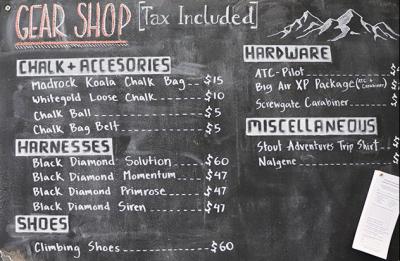 GEAR SHOP [Tax Included]
CHALK + ACCESORIES
Madrock Koala Chalk Bag $15
Whitegold Loose Chalk $10
Chalk Ball $5
Chalk Bag Belt $5
HARNESSES
Black Diamond Solution $60
Black Diamond Momentum $47
Black Diamond Primrose $47
Black Diamond Siren $47
SHOES
Climbing Shoes $60
HARDWARE
ATC-Pilot $
Big Air XP Package (ATC + Carabiner) $
Screwgate Carabiner $
MISCELLANEOUS
Stout Adventures Trip Shirt $
Nalgene $